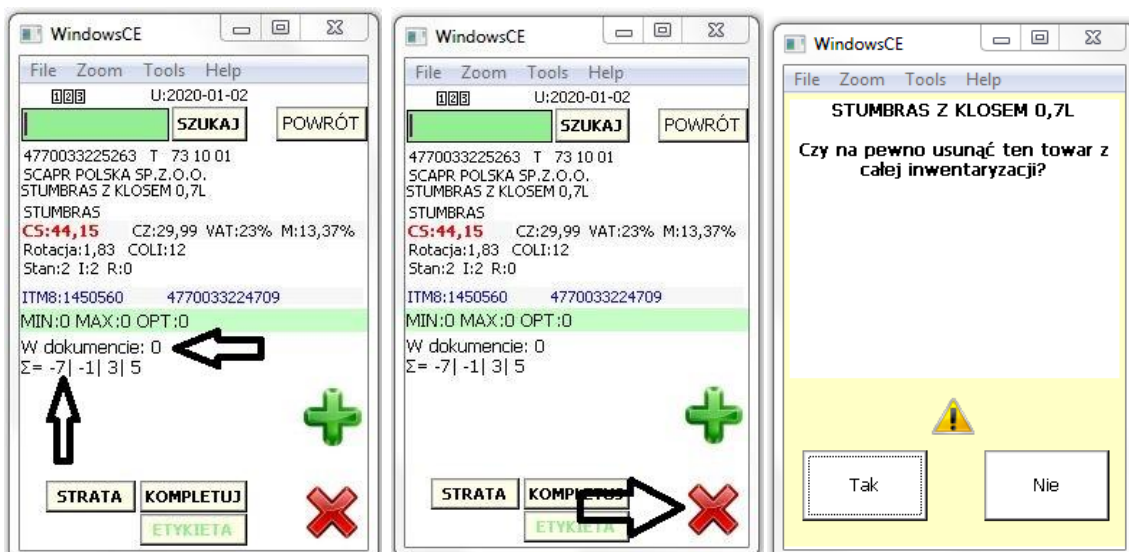 WindowsCE
File Zoom Tools Help
123 U:2020-01-02
SZUKAJ POWRÓT
4770033225263 T 73 10 01
SCAPR POLSKA SP.Z.O.O.
STUMBRAS Z KLOSEM 0,7L
STUMBRAS
CS:44,15 CZ:29,99 VAT:23% M:13,37%
Rotacja:1,83 COLI:12
Stan:2 I:2 R:0
ITM8:1450560 4770033224709
MIN:0 MAX:0 OPT:0
W dokumencie: 0
Σ= -7| -1| 3| 5
STRATA KOMPLETUJ
ETYKIETA
WindowsCE
File Zoom Tools Help
123 U:2020-01-02
SZUKAJ POWRÓT
4770033225263 T 73 10 01
SCAPR POLSKA SP.Z.O.O.
STUMBRAS Z KLOSEM 0,7L
STUMBRAS
CS:44,15 CZ:29,99 VAT:23% M:13,37%
Rotacja:1,83 COLI:12
Stan:2 I:2 R:0
ITM8:1450560 4770033224709
MIN:0 MAX:0 OPT:0
W dokumencie: 0
Σ= -7| -1| 3| 5
STRATA
WindowsCE
File Zoom Tools Help
STUMBRAS Z KLOSEM 0,7L
Czy na pewno usunąć ten towar z
całej inwentaryzacji?
Tak Nie